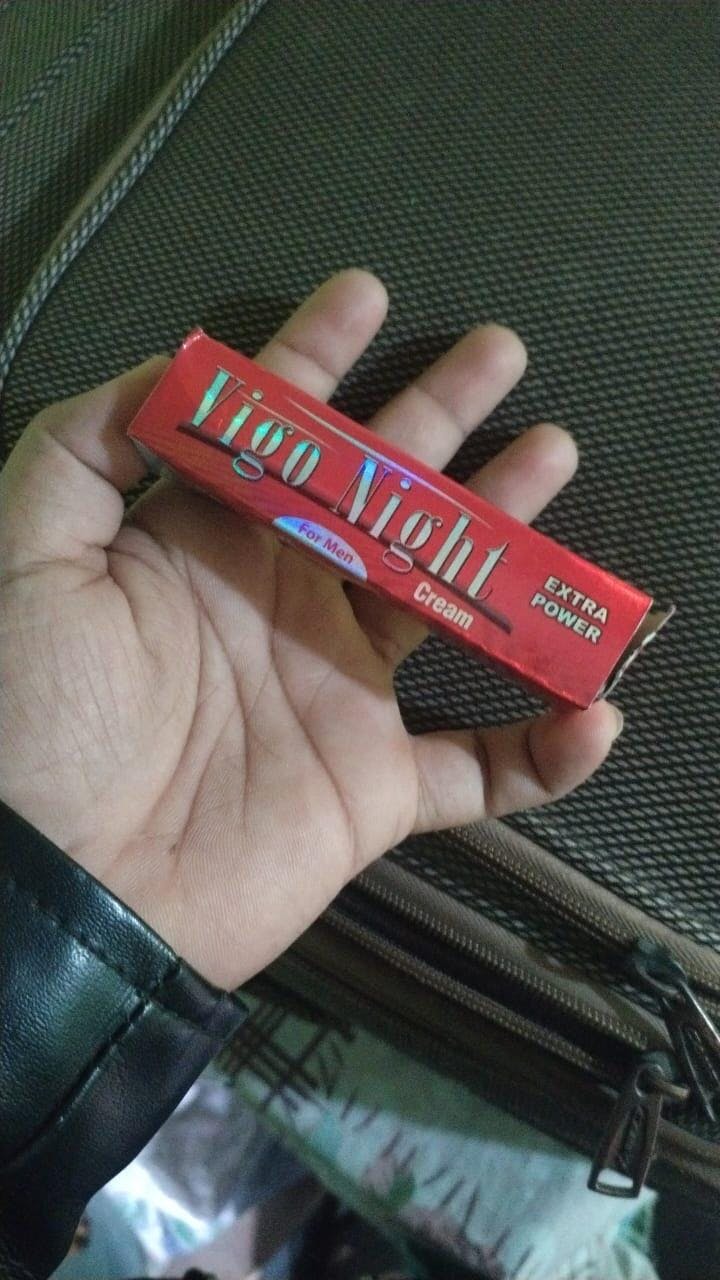 Vigo Night
For Men
Cream
EXTRA
POWER